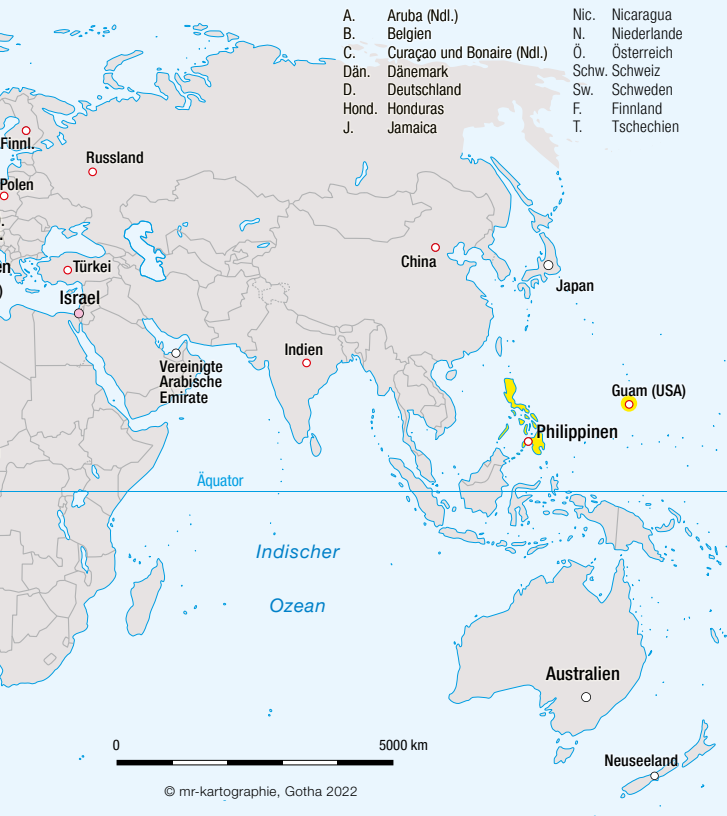 A. Aruba (Ndl.)
B. Belgien
C. Curaçao und Bonaire (Ndl.)
Dän. Dänemark
D. Deutschland
Hond. Honduras
J. Jamaica
Nic. Nicaragua
N. Niederlande
Ö. Österreich
Schw. Schweiz
Sw. Schweden
F. Finnland
T. Tschechien
Finnl.
Russland
Polen
China
en
Türkei
)
Israel
Japan
Indien
Vereinigte
Arabische
Emirate
Guam (USA)
Philippinen
Äquator
Indischer
Ozean
Australien
0 5000 km
Neuseeland
© mr-kartographie, Gotha 2022